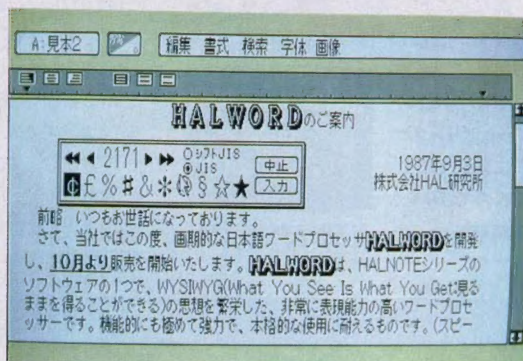 A:見本2 編集 書式 検索 字体 画像
HALWORDのご案内
2171 シフトJIS JIS 中止
¢£%#&*§☆★ 入力
1987年9月3日
株式会社HAL研究所
前略 いつもお世話になっております。
さて、当社ではこの度、画期的な日本語ワードプロセッサHALWORDを開発
し、10月より販売を開始いたします。HALWORDは、HALNOTEシリーズの
ソフトウェアの1つで、WYSIWYG(What You See Is What You Get:見る
ままを得ることができる)の思想を繁栄した、非常に表現能力の高いワードプロセ
ッサーです。機能的にも極めて強力で、本格的な使用に耐えるものです。(スピー